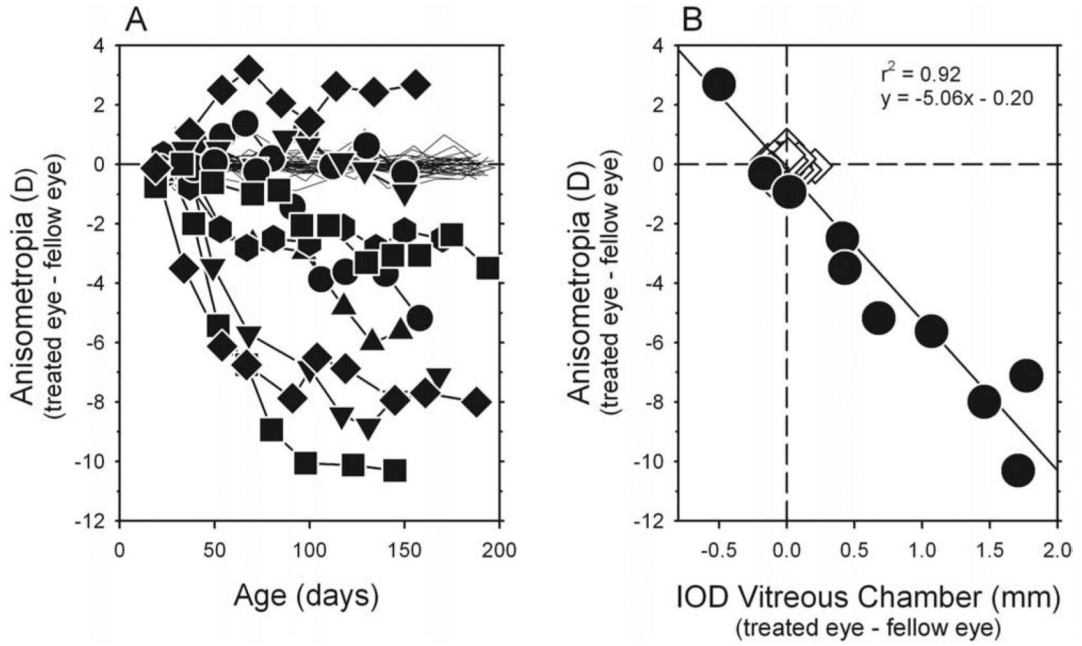 A
4
2
0
-2
-4
-6
-8
-10
-12
0
50
100
150
200
Anisometropia (D)
(treated eye - fellow eye)
Age (days)
B
r² = 0.92
y = -5.06x - 0.20
4
2
0
-2
-4
-6
-8
-10
-12
-0.5
0.0
0.5
1.0
1.5
2.0
Anisometropia (D)
(treated eye - fellow eye)
IOD Vitreous Chamber (mm)
(treated eye - fellow eye)